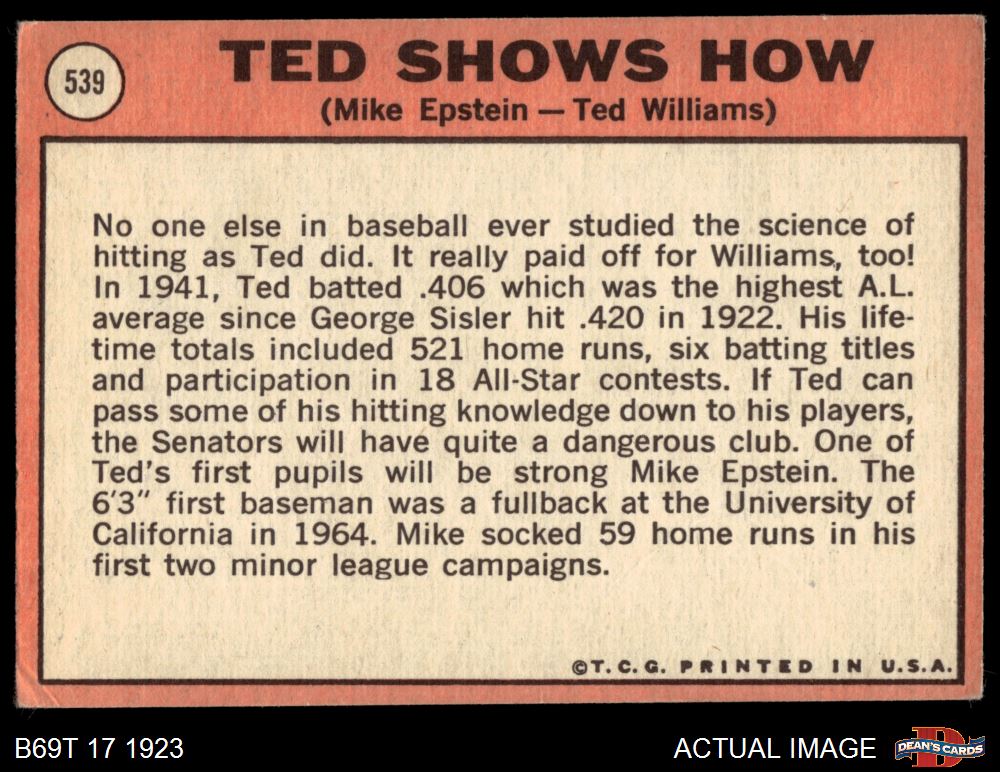 539
TED SHOWS HOW
(Mike Epstein — Ted Williams)
No one else in baseball ever studied the science of
hitting as Ted did. It really paid off for Williams, too!
In 1941, Ted batted .406 which was the highest A.L.
average since George Sisler hit .420 in 1922. His life-
time totals included 521 home runs, six batting titles
and participation in 18 All-Star contests. If Ted can
pass some of his hitting knowledge down to his players,
the Senators will have quite a dangerous club. One of
Ted's first pupils will be strong Mike Epstein. The
6'3" first baseman was a fullback at the University of
California in 1964. Mike socked 59 home runs in his
first two minor league campaigns.
©T.C.G. PRINTED IN U.S.A.
B69T 17 1923
ACTUAL IMAGE
D
DEAN'S CARDS